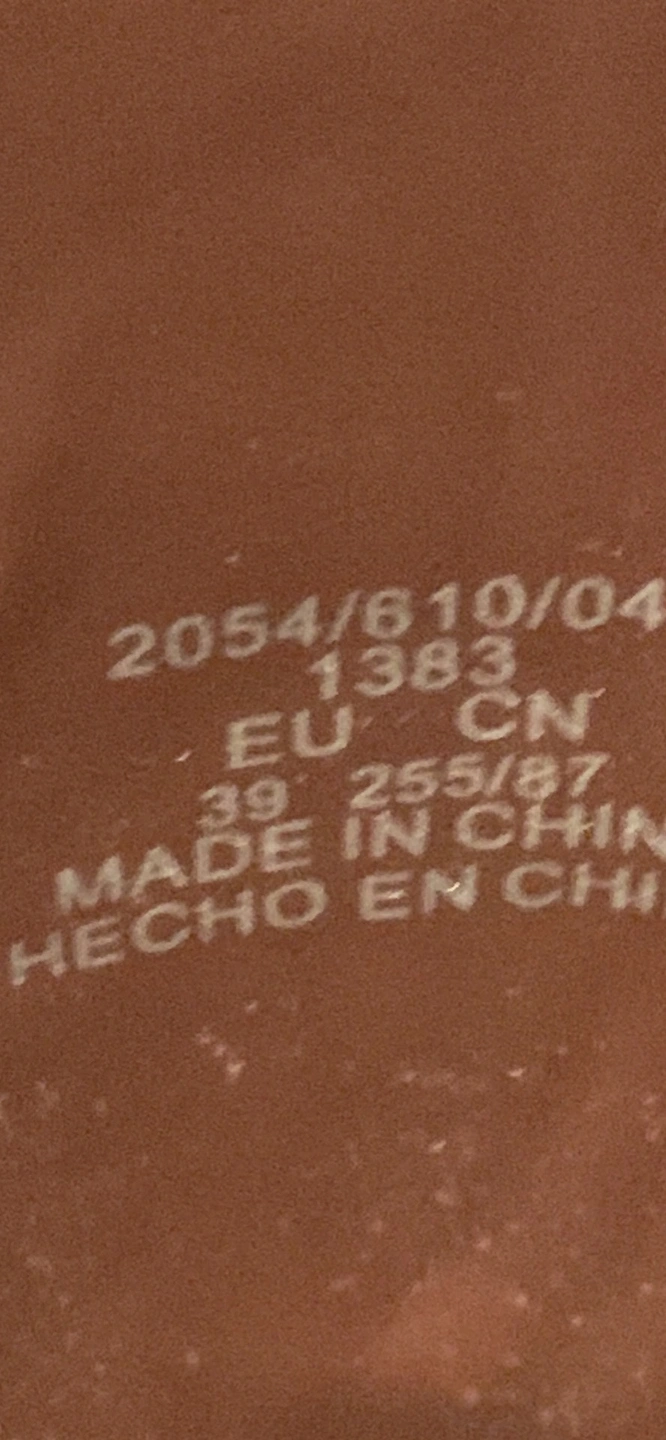 2054/610/04
1383
EU CN
39 255/87
MADE IN CHIN
HECHO EN CHI